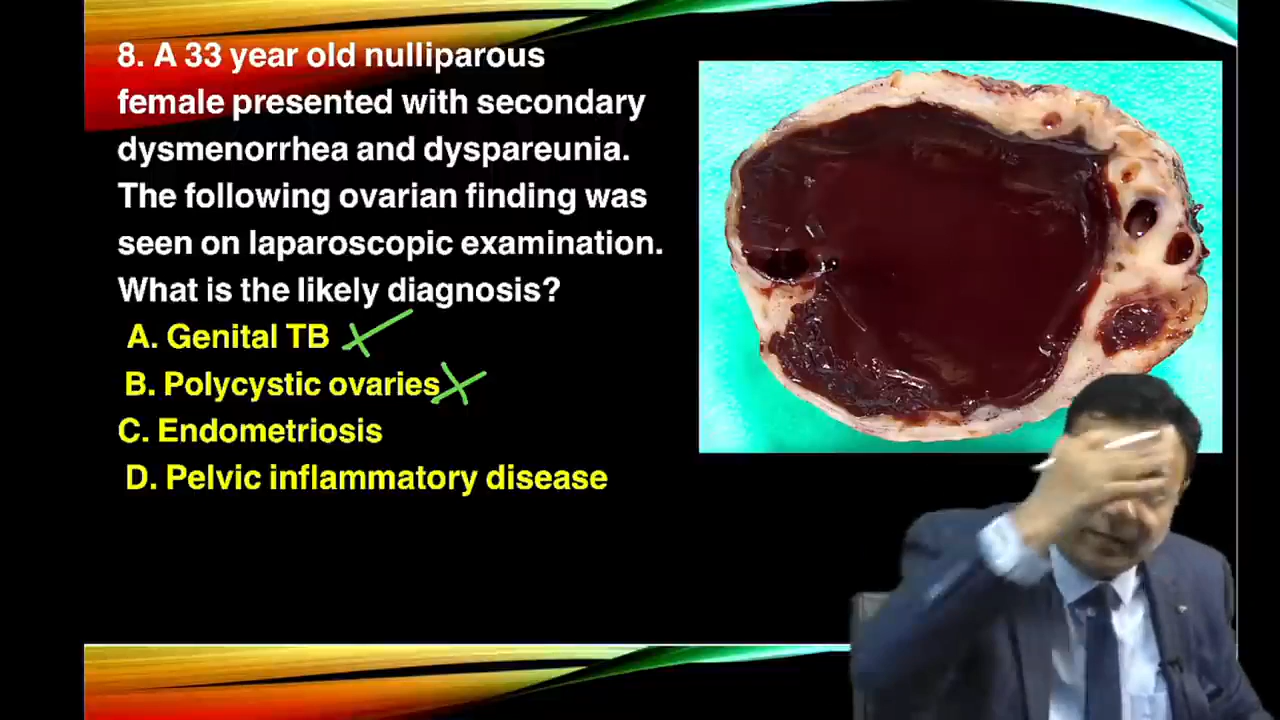 8. A 33 year old nulliparous
female presented with secondary
dysmenorrhea and dyspareunia.
The following ovarian finding was
seen on laparoscopic examination.
What is the likely diagnosis?
A. Genital TB
B. Polycystic ovaries
C. Endometriosis
D. Pelvic inflammatory disease